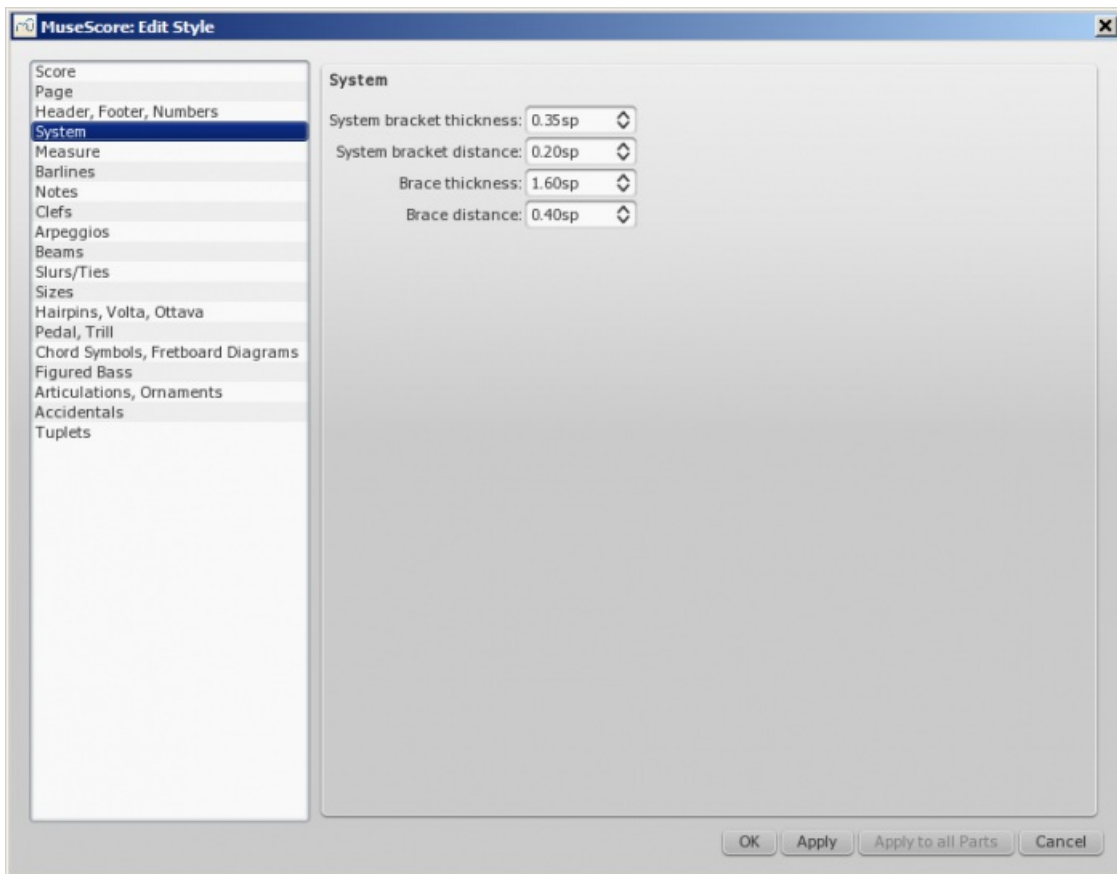 MuseScore: Edit Style
Score
Page
Header, Footer, Numbers
System
Measure
Barlines
Notes
Clefs
Arpeggios
Beams
Slurs/Ties
Sizes
Hairpins, Volta, Ottava
Pedal, Trill
Chord Symbols, Fretboard Diagrams
Figured Bass
Articulations, Ornaments
Accidentals
Tuplets
System
System bracket thickness: 0.35sp
System bracket distance: 0.20sp
Brace thickness: 1.60sp
Brace distance: 0.40sp
OK Apply Apply to all Parts Cancel